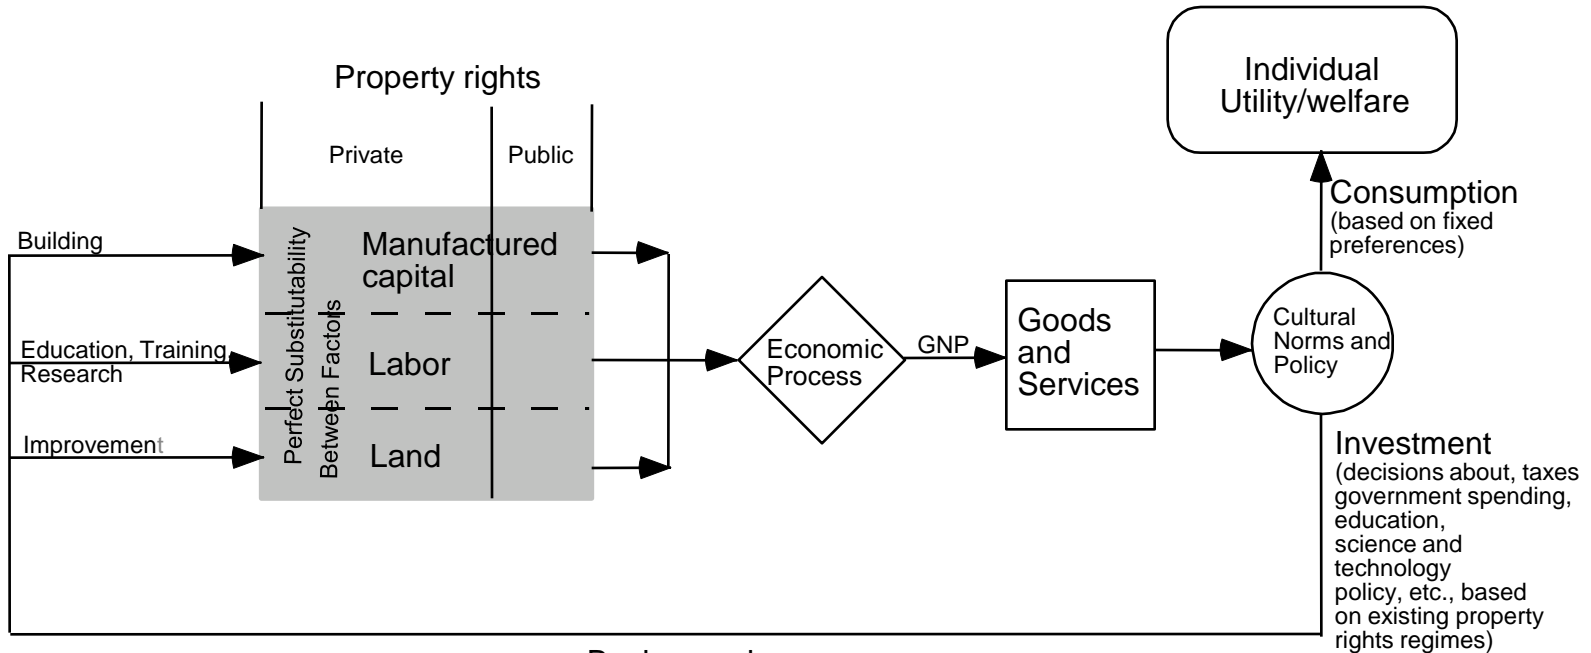 Property rights
Private
Public
Individual
Utility/welfare
Consumption
(based on fixed
preferences)
Building
Education, Training,
Research
Improvement
Perfect Substitutability
Between Factors
Manufactured
capital
Labor
Land
Economic
Process
GNP
Goods
and
Services
Cultural
Norms and
Policy
Investment
(decisions about, taxes
government spending,
education,
science and
technology
policy, etc., based
on existing property
rights regimes)